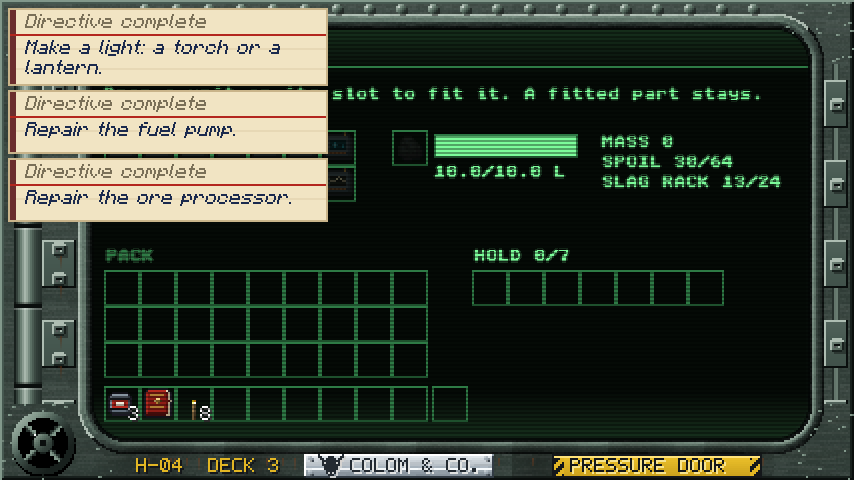 Directive complete
Make a light: a torch or a
lantern.
Directive complete
Repair the fuel pump.
Directive complete
Repair the ore processor.
slot to fit it. A fitted part stays.
10.0/10.0 L
MASS 0
SPOIL 30/64
SLAG RACK 13/24
PACK
HOLD 0/7
3
8
H-04 DECK 3
COLOM & CO.
PRESSURE DOOR